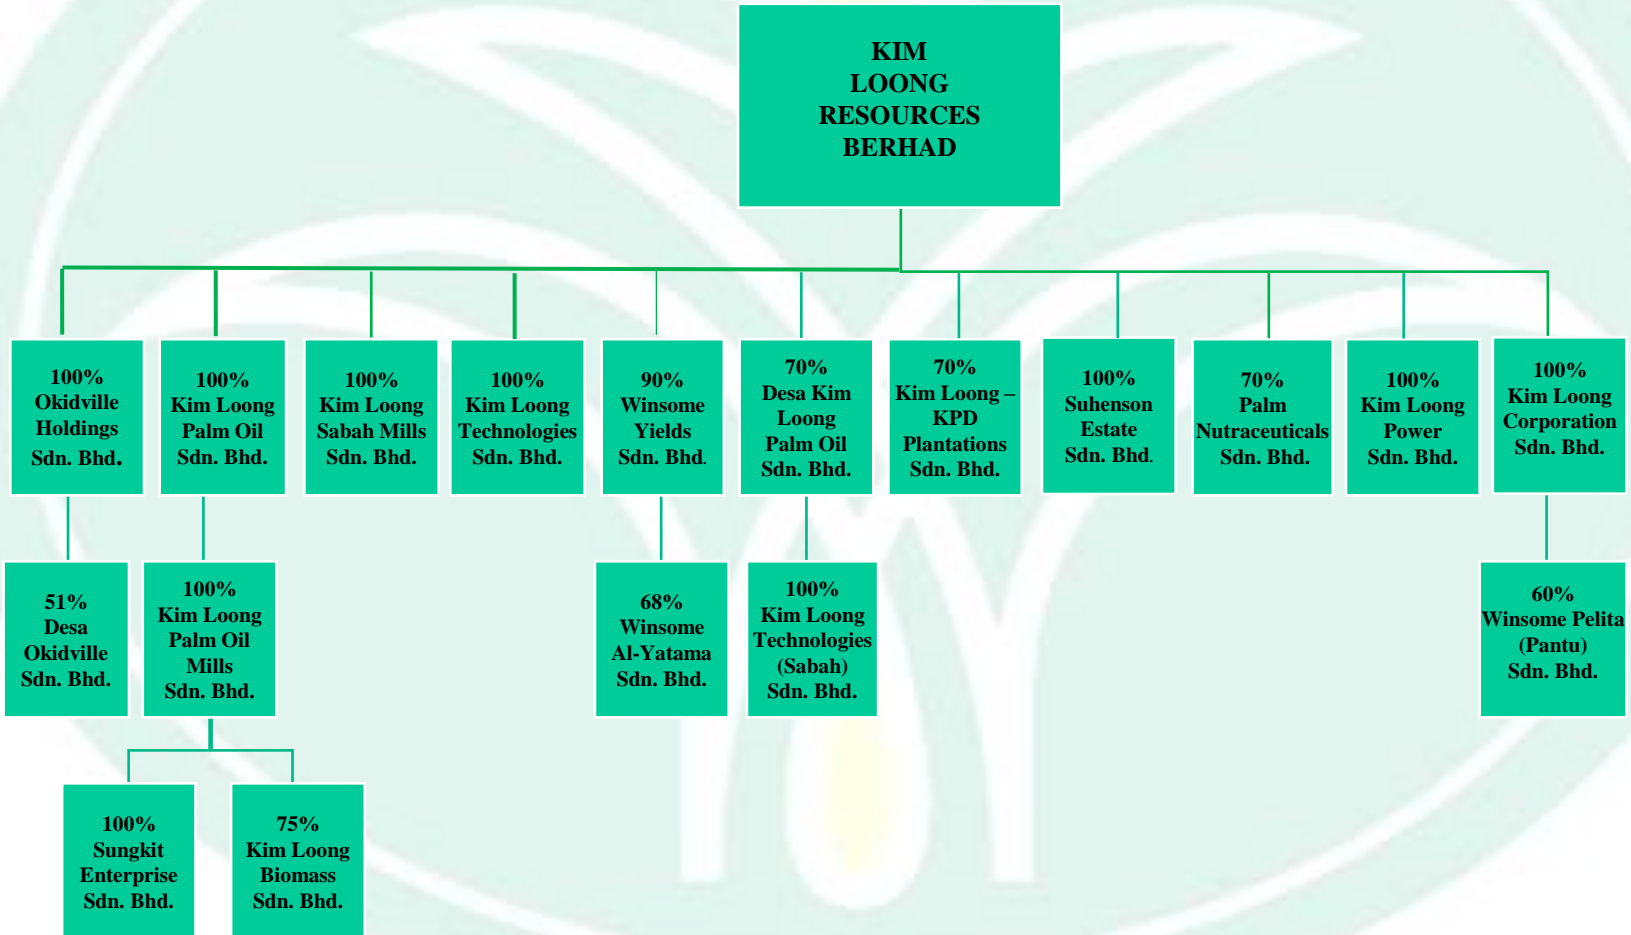 KIM
LOONG
RESOURCES
BERHAD
100%
Okidville
Holdings
Sdn. Bhd.
100%
Kim Loong
Palm Oil
Sdn. Bhd.
100%
Kim Loong
Sabah Mills
Sdn. Bhd.
100%
Kim Loong
Technologies
Sdn. Bhd.
90%
Winsome
Yields
Sdn. Bhd.
70%
Desa Kim
Loong
Palm Oil
Sdn. Bhd.
70%
Kim Loong –
KPD
Plantations
Sdn. Bhd.
100%
Suhenson
Estate
Sdn. Bhd.
70%
Palm
Nutraceuticals
Sdn. Bhd.
100%
Kim Loong
Power
Sdn. Bhd.
100%
Kim Loong
Corporation
Sdn. Bhd.
51%
Desa
Okidville
Sdn. Bhd.
100%
Kim Loong
Palm Oil
Mills
Sdn. Bhd.
68%
Winsome
Al-Yatama
Sdn. Bhd.
100%
Kim Loong
Technologies
(Sabah)
Sdn. Bhd.
60%
Winsome Pelita
(Pantu)
Sdn. Bhd.
100%
Sungkit
Enterprise
Sdn. Bhd.
75%
Kim Loong
Biomass
Sdn. Bhd.